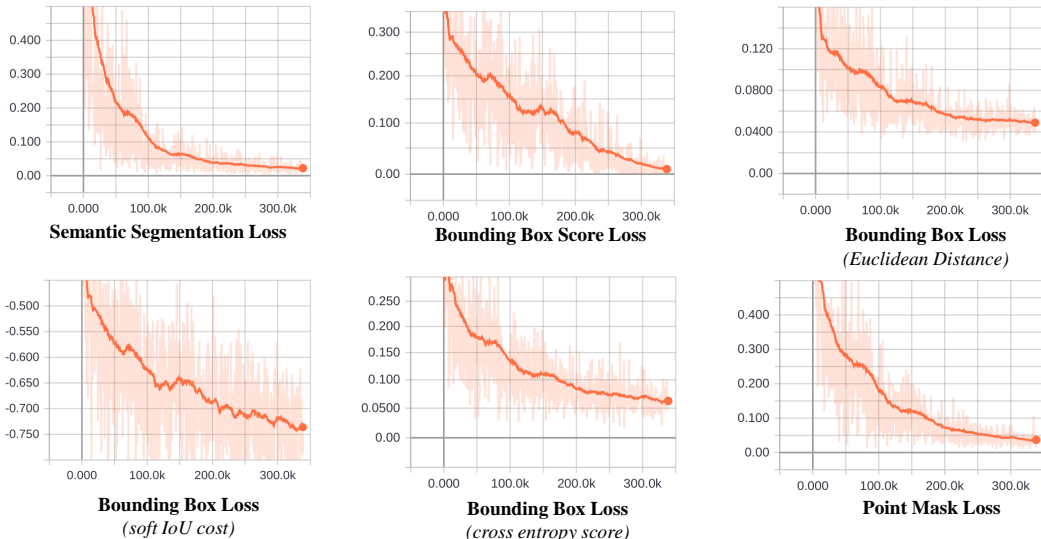 0.400
0.300
0.200
0.100
0.00
0.000 100.0k 200.0k 300.0k
Semantic Segmentation Loss
0.300
0.200
0.100
0.00
0.000 100.0k 200.0k 300.0k
Bounding Box Score Loss
0.120
0.0800
0.0400
0.00
0.000 100.0k 200.0k 300.0k
Bounding Box Loss
(Euclidean Distance)
-0.500
-0.550
-0.600
-0.650
-0.700
-0.750
0.000 100.0k 200.0k 300.0k
Bounding Box Loss
(soft IoU cost)
0.250
0.200
0.150
0.100
0.0500
0.00
0.000 100.0k 200.0k 300.0k
Bounding Box Loss
(cross entropy score)
0.400
0.300
0.200
0.100
0.00
0.000 100.0k 200.0k 300.0k
Point Mask Loss